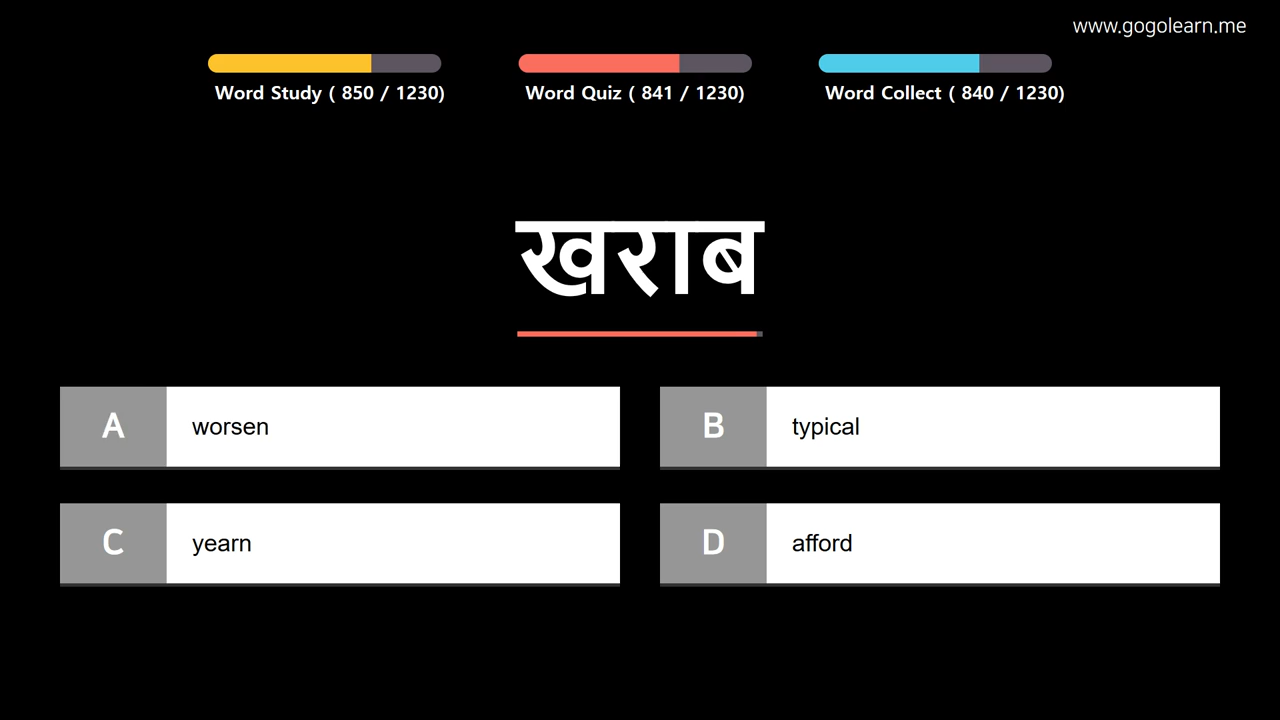 www.gogolearn.me
Word Study ( 850 / 1230)
Word Quiz ( 841 / 1230)
Word Collect ( 840 / 1230)
खराब
A worsen
B typical
C yearn
D afford